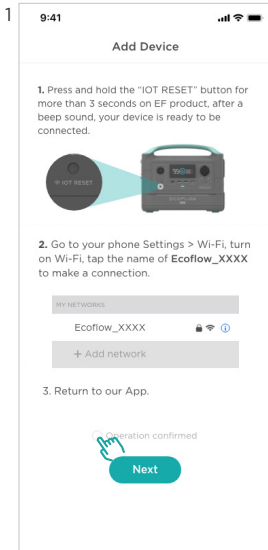 1
9:41
Add Device
1. Press and hold the “IOT RESET” button for
more than 3 seconds on EF product, after a
beep sound, your device is ready to be
connected.
IOT RESET
2. Go to your phone Settings > Wi-Fi, turn
on Wi-Fi, tap the name of Ecoflow_XXXX
to make a connection.
MY NETWORKS
Ecoflow_XXXX
+ Add network
3. Return to our App.
Operation confirmed
Next